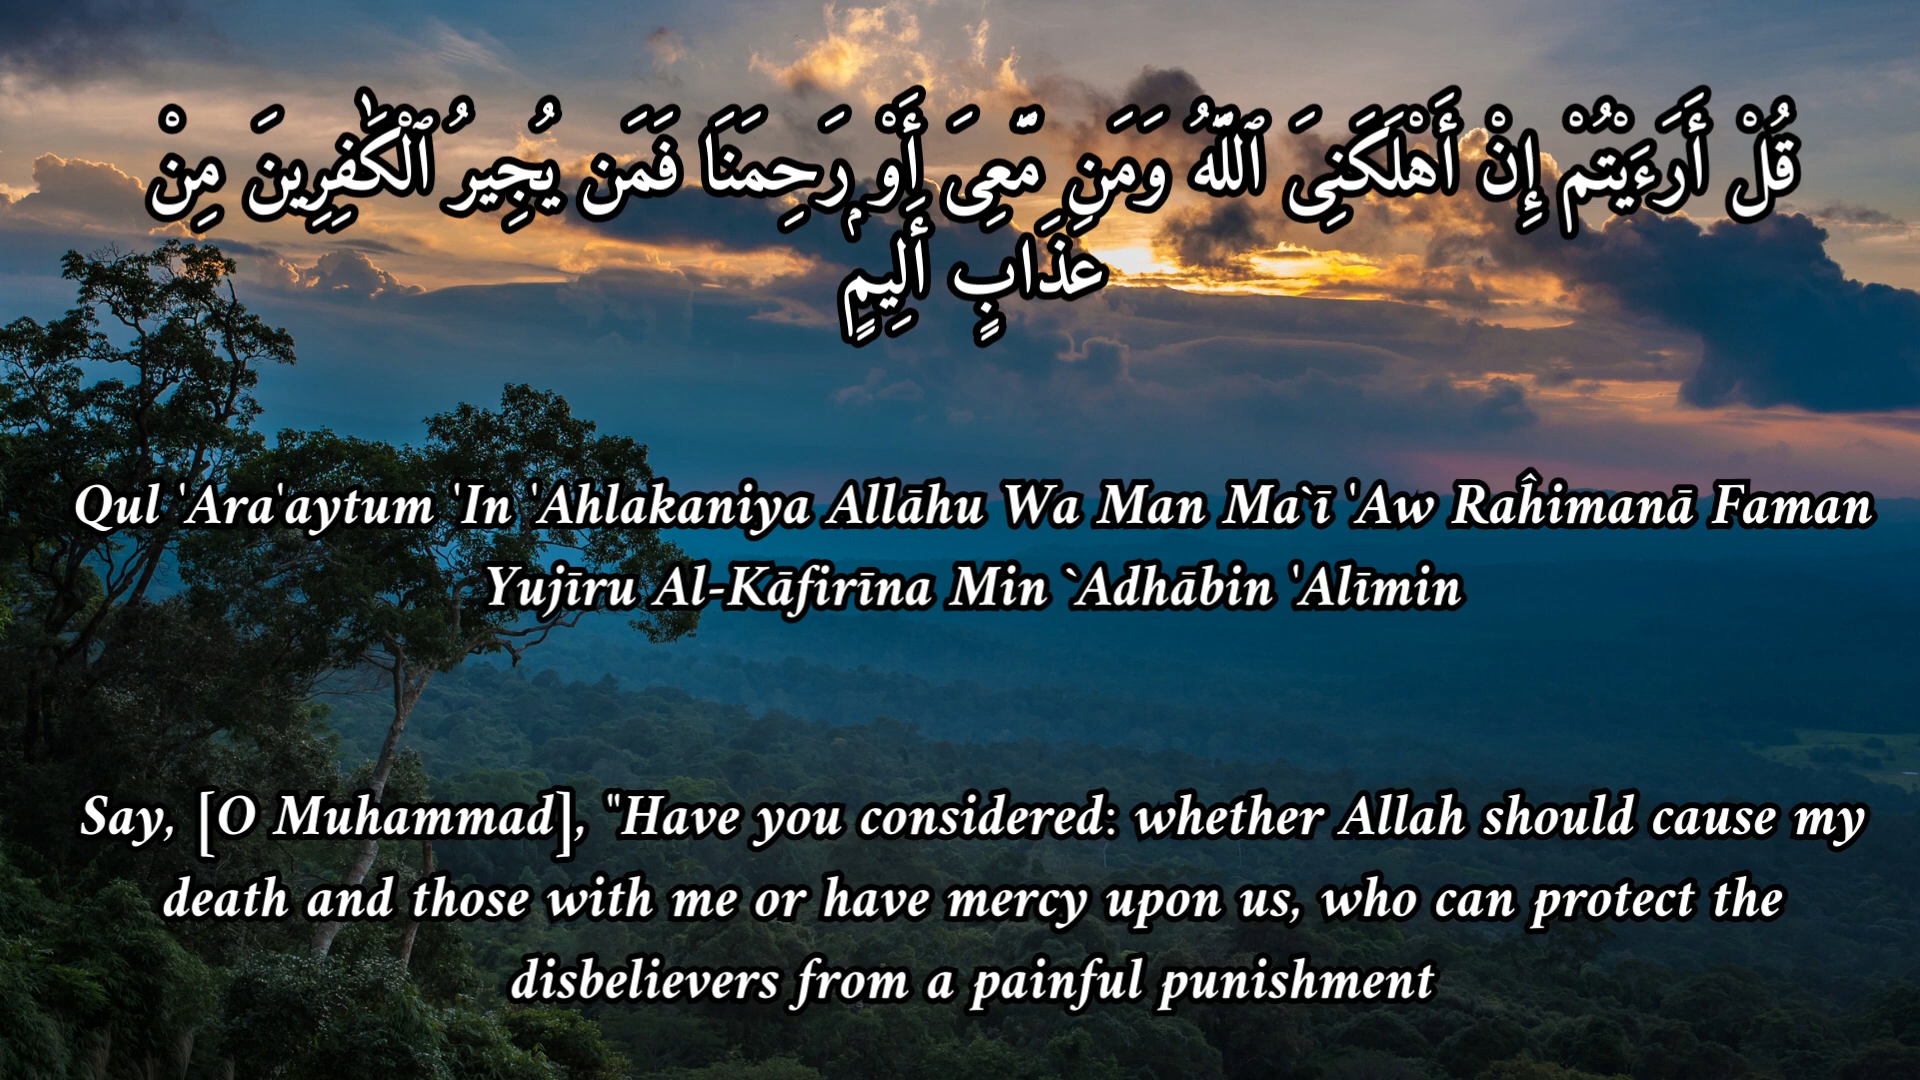 قُلْ أَرَءَيْتُمْ إِنْ أَهْلَكَنِىَ ٱللَّهُ وَمَن مَّعِىَ أَوْ رَحِمَنَا فَمَن يُجِيرُ ٱلْكَـٰفِرِينَ مِنْ
عَذَابٍ أَلِيمٍۢ
Qul 'Ara'aytum 'In 'Ahlakaniya Allāhu Wa Man Ma`ī 'Aw Raĥimanā Faman
Yujīru Al-Kāfirīna Min `Adhābin 'Alīmin
Say, [O Muhammad], "Have you considered: whether Allah should cause my
death and those with me or have mercy upon us, who can protect the
disbelievers from a painful punishment